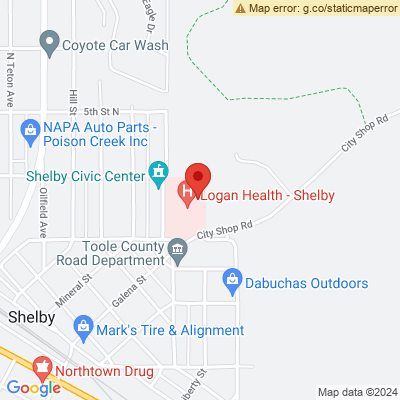 Map error: g.co/staticmaperror
Eagle Dr
Coyote Car Wash
N Teton Ave
Hill St
5th St N
City Shop Rd
NAPA Auto Parts -
Poison Creek Inc
Shelby Civic Center
H
Logan Health - Shelby
Oilfield Ave
City Shop Rd
Toole County
Road Department
Mineral St
Galena St
Dabuchas Outdoors
Shelby
Mark's Tire & Alignment
Northtown Drug
Google
Map data ©2024